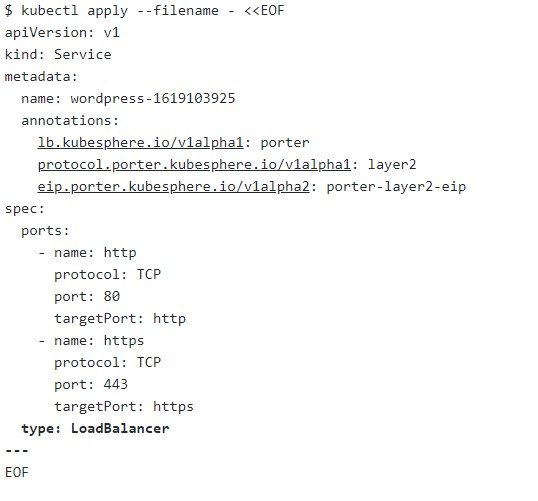 $ kubectl apply --filename - <<EOF
apiVersion: v1
kind: Service
metadata:
  name: wordpress-1619103925
  annotations:
    lb.kubesphere.io/v1alpha1: porter
    protocol.porter.kubesphere.io/v1alpha1: layer2
    eip.porter.kubesphere.io/v1alpha2: porter-layer2-eip
spec:
  ports:
    - name: http
      protocol: TCP
      port: 80
      targetPort: http
    - name: https
      protocol: TCP
      port: 443
      targetPort: https
  type: LoadBalancer
---
EOF